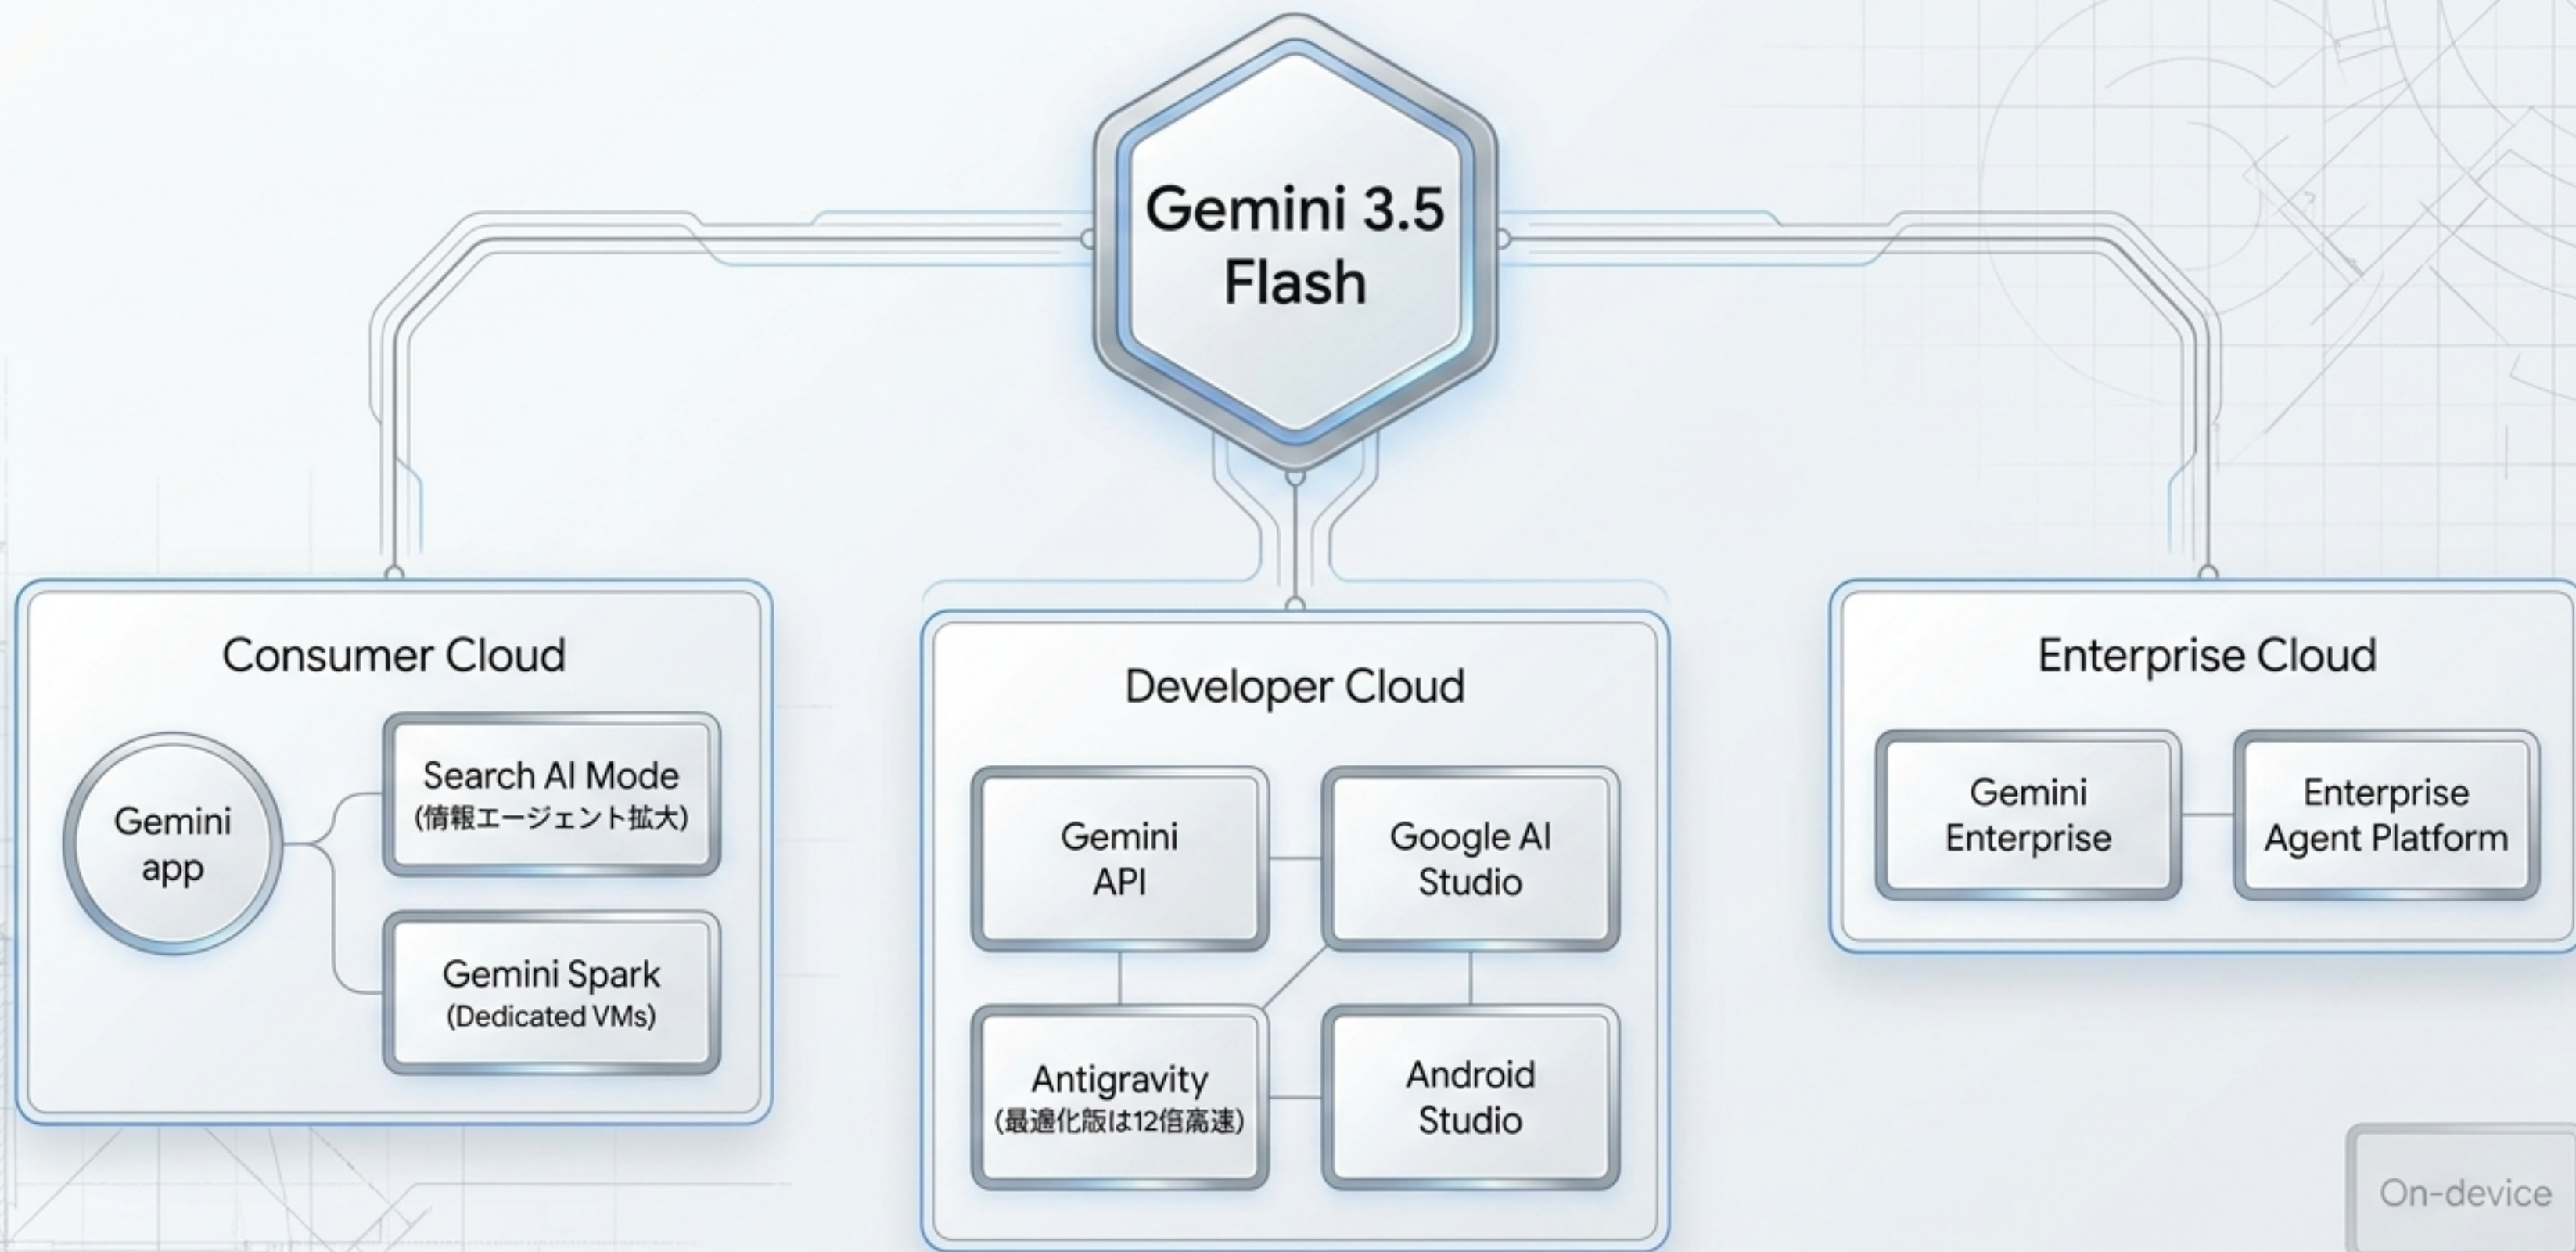 Gemini 3.5
Flash
Consumer Cloud
Gemini
app
Search AI Mode
(情報エージェント拡大)
Gemini Spark
(Dedicated VMs)
Developer Cloud
Gemini
API
Google AI
Studio
Antigravity
(最適化版は12倍高速)
Android
Studio
Enterprise Cloud
Gemini
Enterprise
Enterprise
Agent Platform
On-device